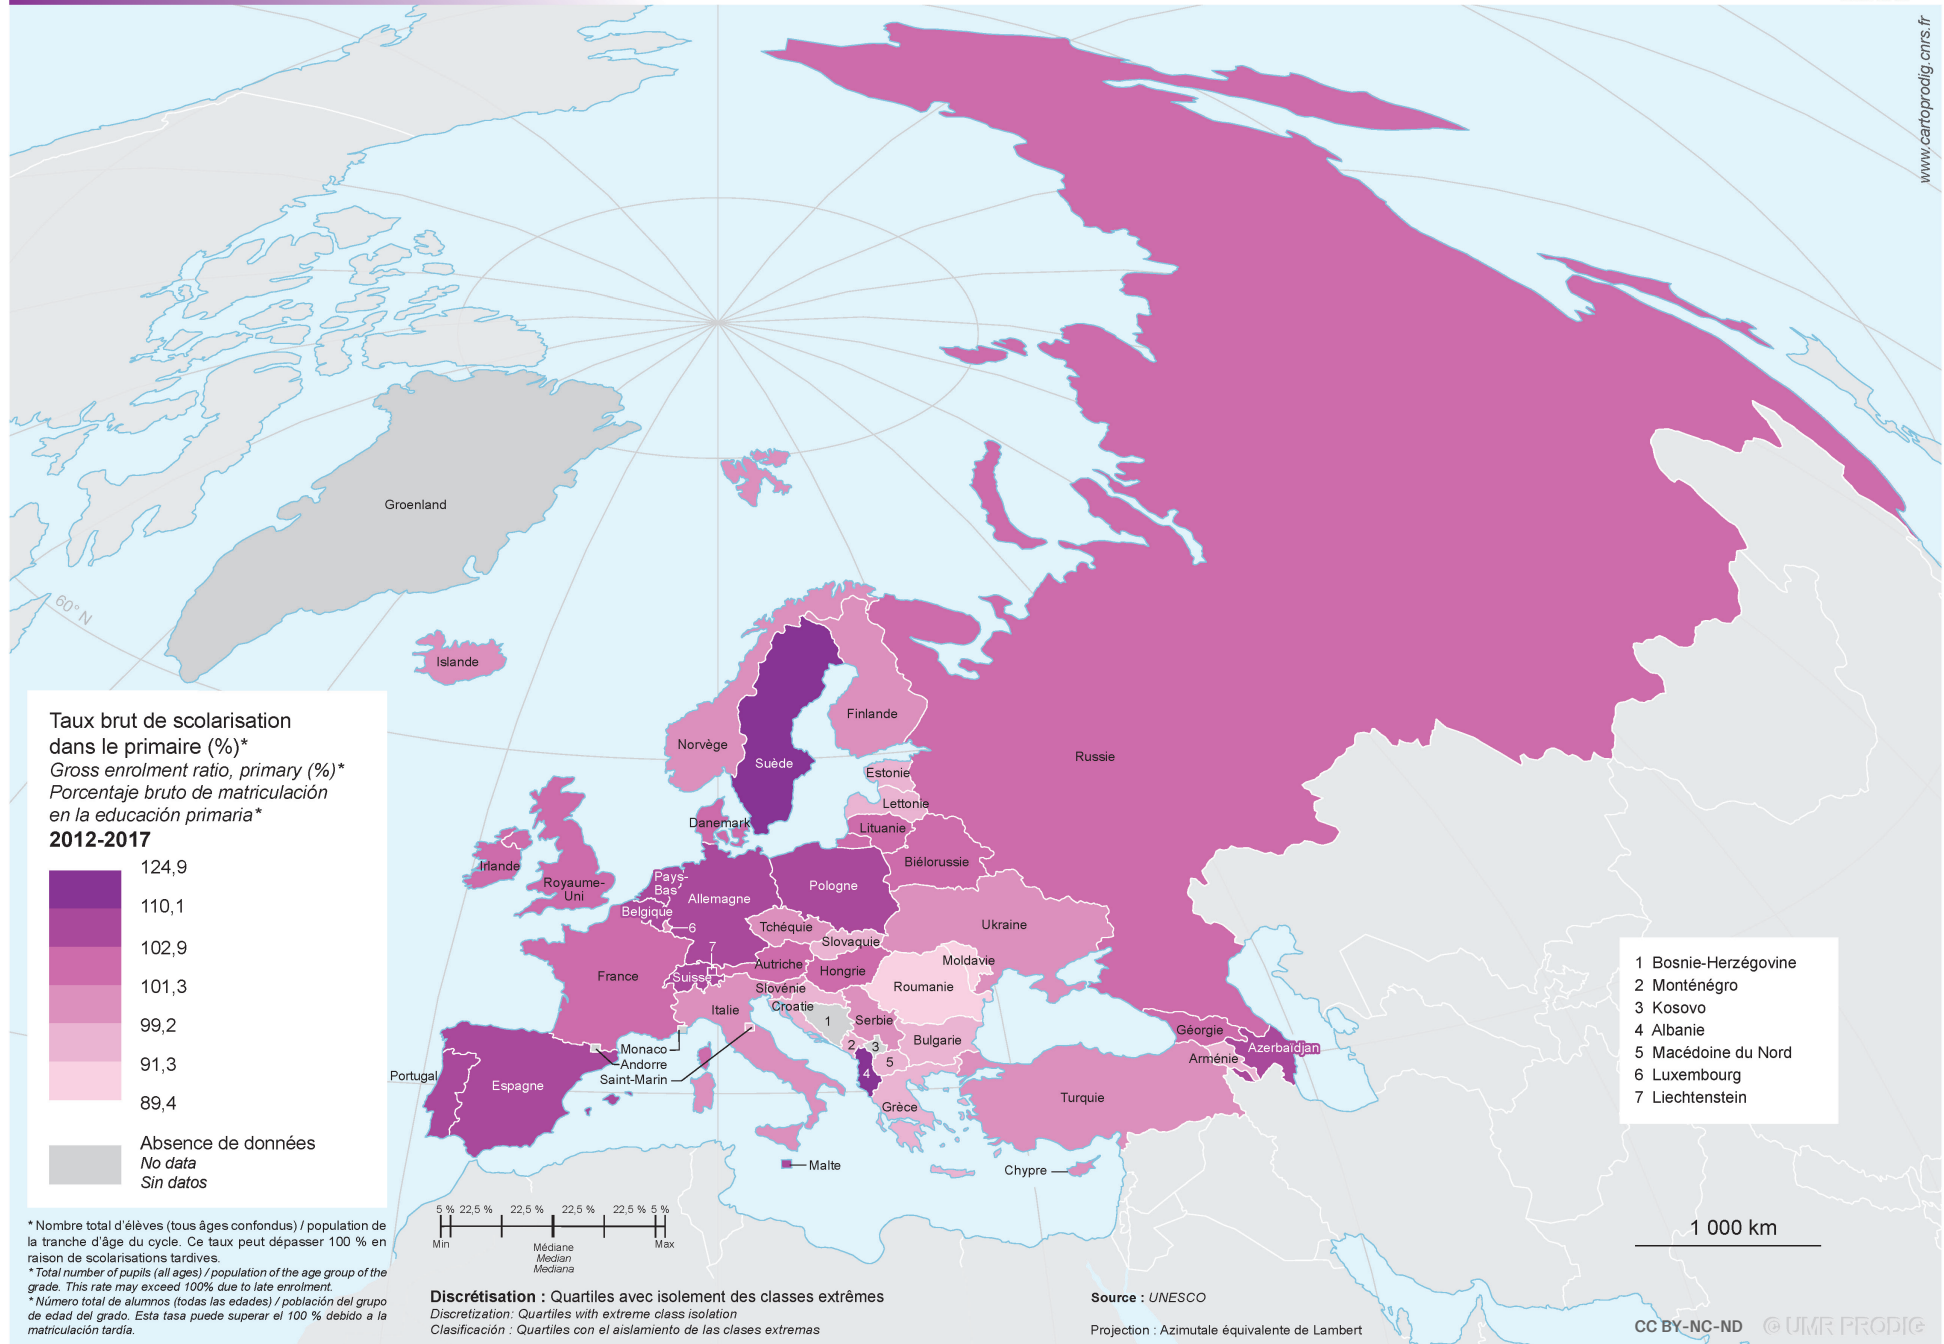 www.cartoprodig.cnrs.fr
Groenland
60° N
Islande
Norvège
Suède
Finlande
Russie
Estonie
Lettonie
Danemark
Lituanie
Irlande
Royaume-
Uni
Biélorussie
Pays-
Bas
Allemagne
Pologne
Belgique
6
Tchéquie
Ukraine
7
Slovaquie
Moldavie
France
Suisse
Autriche
Hongrie
Slovénie
Roumanie
Italie
Croatie
1
Serbie
Géorgie
Bulgarie
Azerbaïdjan
Monaco
Andorre
Saint-Marin
2
3
4
5
Arménie
Portugal
Espagne
Grèce
Turquie
Malte
Chypre
Taux brut de scolarisation
dans le primaire (%)*
Gross enrolment ratio, primary (%)*
Porcentaje bruto de matriculación
en la educación primaria*
2012-2017
124,9
110,1
102,9
101,3
99,2
91,3
89,4
Absence de données
No data
Sin datos
* Nombre total d'élèves (tous âges confondus) / population de
la tranche d'âge du cycle. Ce taux peut dépasser 100 % en
raison de scolarisations tardives.
* Total number of pupils (all ages) / population of the age group of the
grade. This rate may exceed 100% due to late enrolment.
* Número total de alumnos (todas las edades) / población del grupo
de edad del grado. Esta tasa puede superar el 100 % debido a la
matriculación tardía.
5 % 22,5 % 22,5 % 22,5 % 22,5 % 5 %
Min Max
Médiane
Median
Mediana
Discrétisation : Quartiles avec isolement des classes extrêmes
Discretization: Quartiles with extreme class isolation
Clasificación : Quartiles con el aislamiento de las clases extremas
Source : UNESCO
Projection : Azimutale équivalente de Lambert
1 Bosnie-Herzégovine
2 Monténégro
3 Kosovo
4 Albanie
5 Macédoine du Nord
6 Luxembourg
7 Liechtenstein
1 000 km
CC BY-NC-ND © UMR PRODIG